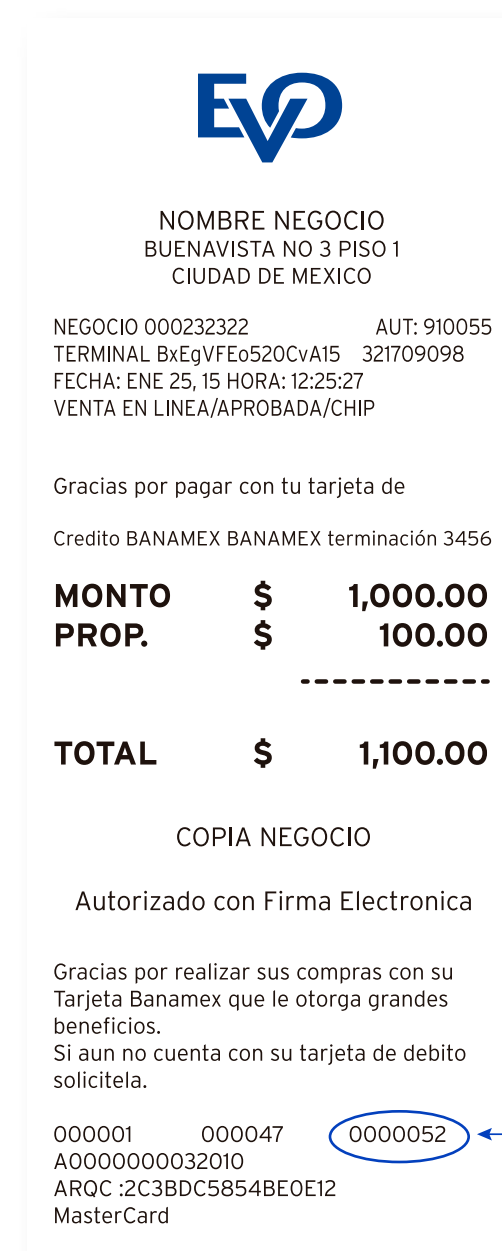 EVO
NOMBRE NEGOCIO
BUENAVISTA NO 3 PISO 1
CIUDAD DE MEXICO
NEGOCIO 000232322 AUT: 910055
TERMINAL BxEgVFEo520CvA15 321709098
FECHA: ENE 25, 15 HORA: 12:25:27
VENTA EN LINEA/APROBADA/CHIP
Gracias por pagar con tu tarjeta de
Credito BANAMEX BANAMEX terminación 3456
MONTO $ 1,000.00
PROP. $ 100.00
-----------
TOTAL $ 1,100.00
COPIA NEGOCIO
Autorizado con Firma Electronica
Gracias por realizar sus compras con su
Tarjeta Banamex que le otorga grandes
beneficios.
Si aun no cuenta con su tarjeta de debito
solicitela.
000001 000047 0000052
A0000000032010
ARQC :2C3BDC5854BE0E12
MasterCard